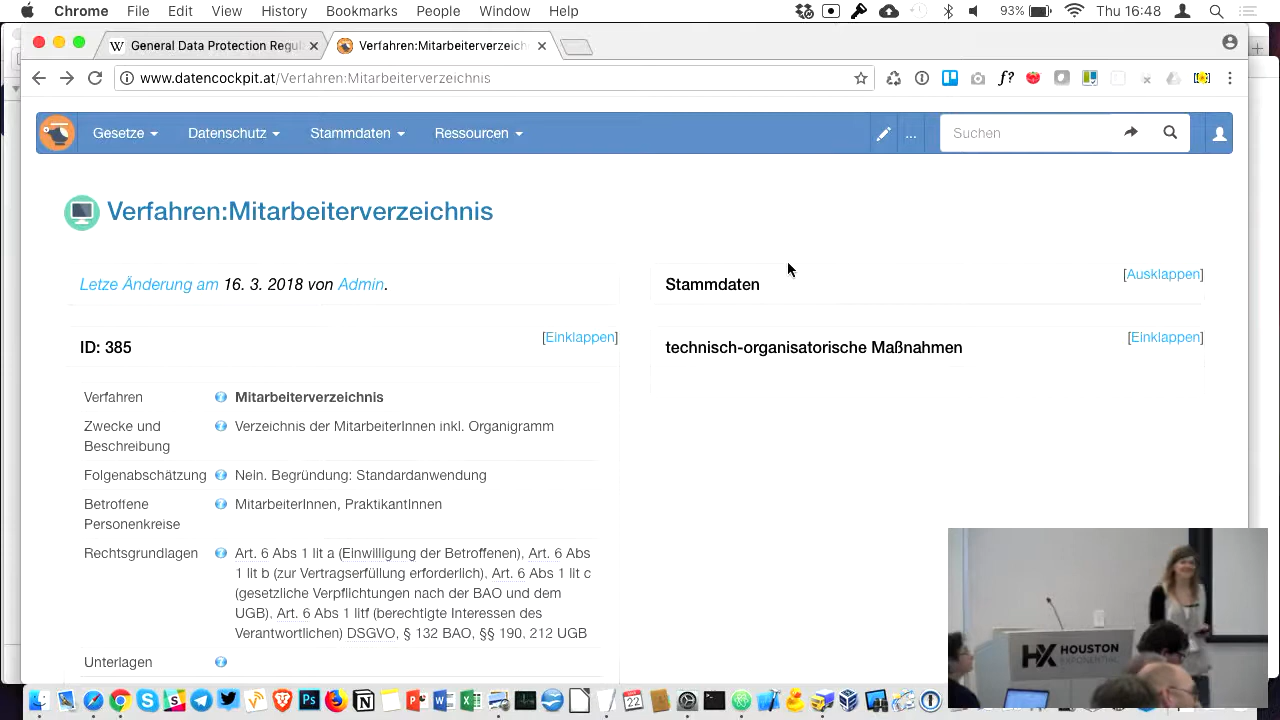 Chrome File Edit View History Bookmarks People Window Help 93% Thu 16:48
General Data Protection Regul
Verfahren:Mitarbeiterverzeich
www.datencockpit.at/Verfahren:Mitarbeiterverzeichnis
f?
Gesetze Datenschutz Stammdaten Ressourcen ... Suchen
Verfahren:Mitarbeiterverzeichnis
Letze Änderung am 16. 3. 2018 von Admin.
Stammdaten
[Ausklappen]
ID: 385
[Einklappen]
technisch-organisatorische Maßnahmen
[Einklappen]
Verfahren Mitarbeiterverzeichnis
Zwecke und Beschreibung Verzeichnis der MitarbeiterInnen inkl. Organigramm
Folgenabschätzung Nein. Begründung: Standardanwendung
Betroffene Personenkreise MitarbeiterInnen, PraktikantInnen
Rechtsgrundlagen Art. 6 Abs 1 lit a (Einwilligung der Betroffenen), Art. 6 Abs
1 lit b (zur Vertragserfüllung erforderlich), Art. 6 Abs 1 lit c
(gesetzliche Verpflichtungen nach der BAO und dem
UGB), Art. 6 Abs 1 litf (berechtigte Interessen des
Verantwortlichen) DSGVO, § 132 BAO, §§ 190, 212 UGB
Unterlagen
HX HOUSTON
EXPONENTIAL